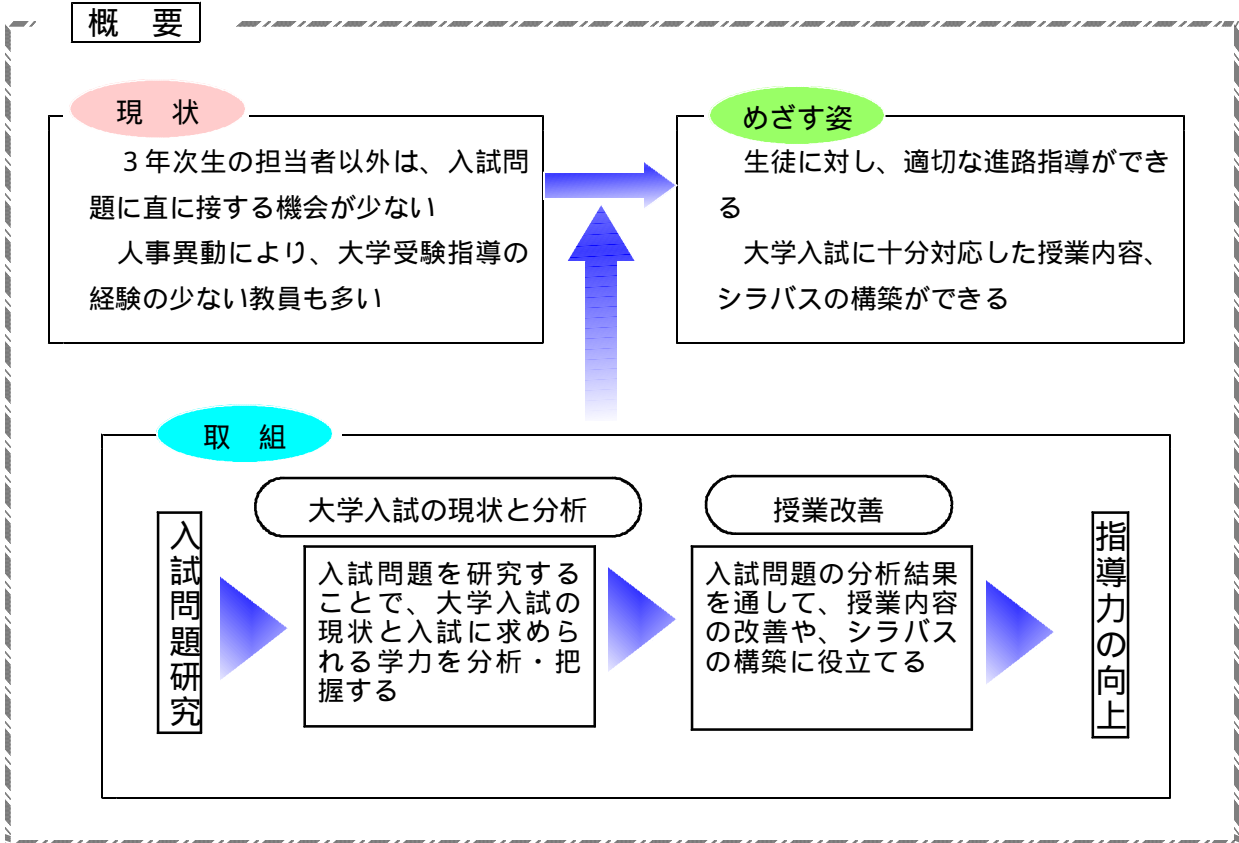 概　要
現　状
３年次生の担当者以外は、入試問
題に直に接する機会が少ない
人事異動により、大学受験指導の
経験の少ない教員も多い
めざす姿
生徒に対し、適切な進路指導ができ
る
大学入試に十分対応した授業内容、
シラバスの構築ができる
取　組
入試問題研究
大学入試の現状と分析
入試問題を研究する
ことで、大学入試の
現状と入試に求めら
れる学力を分析・把
握する
授業改善
入試問題の分析結果
を通して、授業内容
の改善や、シラバス
の構築に役立てる
指導力の向上